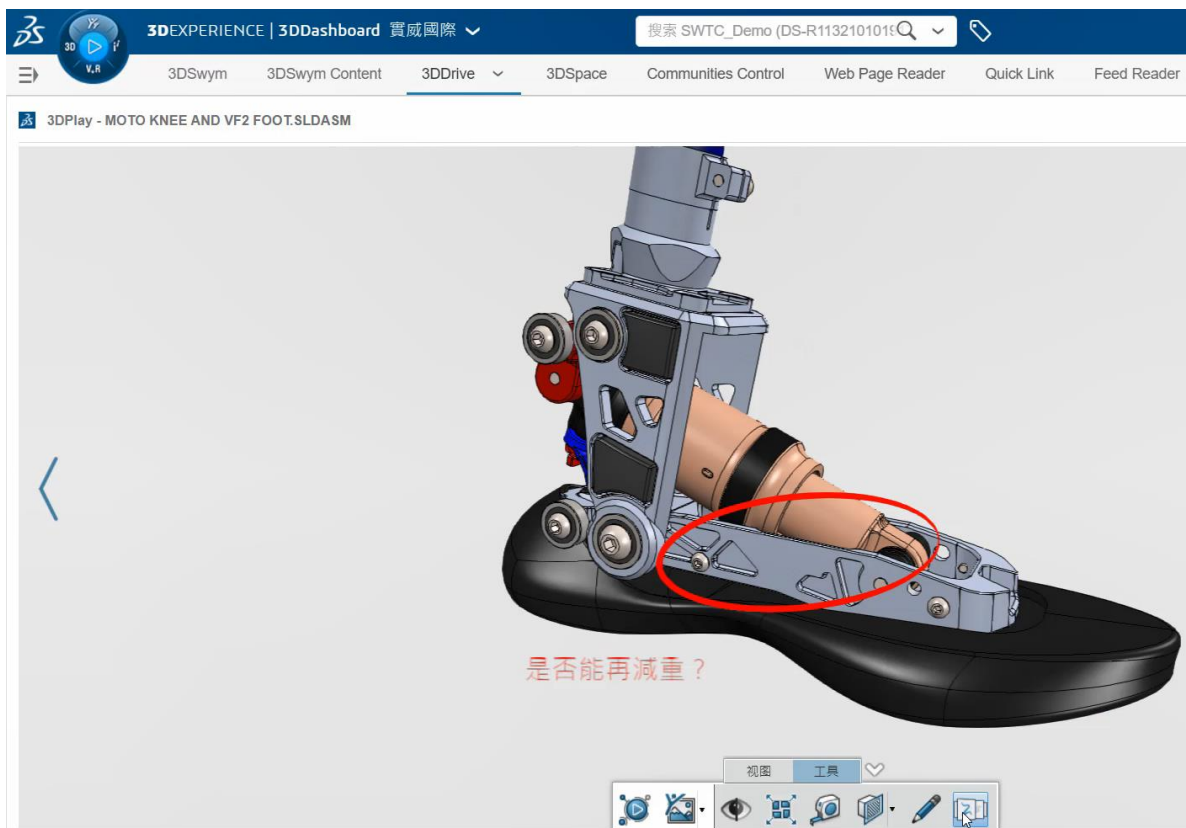 3DEXPERIENCE | 3DDashboard 實威國際
搜索 SWTC_Demo (DS-R1132101019
3D
V.R
3DSwym
3DSwym Content
3DDrive
3DSpace
Communities Control
Web Page Reader
Quick Link
Feed Reader
3DPlay - MOTO KNEE AND VF2 FOOT.SLDASM
是否能再減重？
视图
工具